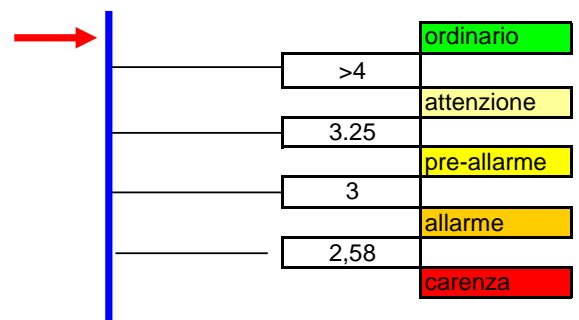 ordinario
>4
attenzione
3.25
pre-allarme
3
allarme
2,58
carenza